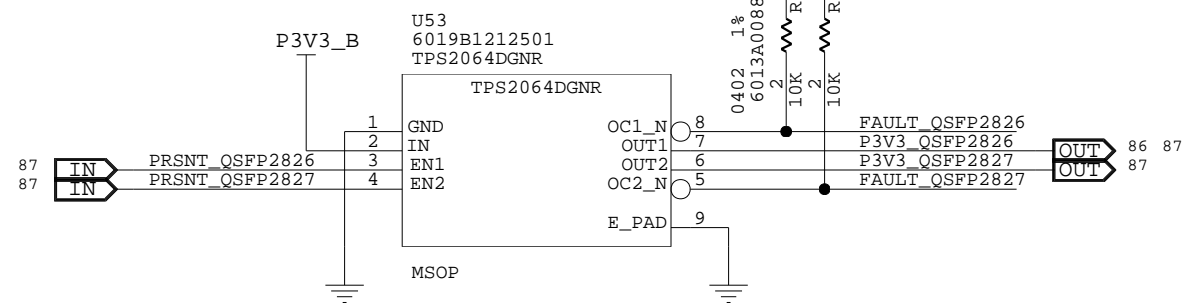 U53
6019B1212501
TPS2064DGNR
P3V3_B
TPS2064DGNR
0402 1%
6013A0088
2
10K
R
2
10K
R
1 GND
2 IN
3 EN1
4 EN2
OC1_N 8
OUT1 7
OUT2 6
OC2_N 5
E_PAD 9
MSOP
87 IN PRSNT_QSFP2826
87 IN PRSNT_QSFP2827
FAULT_QSFP2826
P3V3_QSFP2826 OUT 86 87
P3V3_QSFP2827 OUT 87
FAULT_QSFP2827